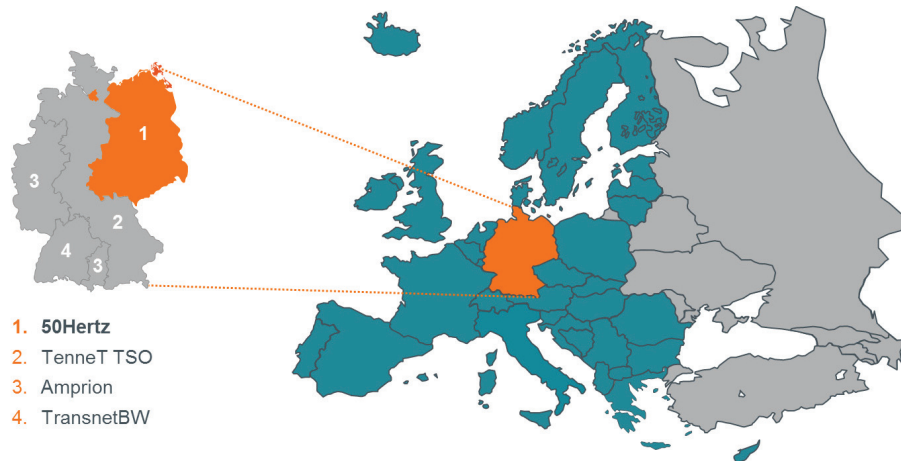 1
3
2
4
3
1. 50Hertz
2. TenneT TSO
3. Amprion
4. TransnetBW